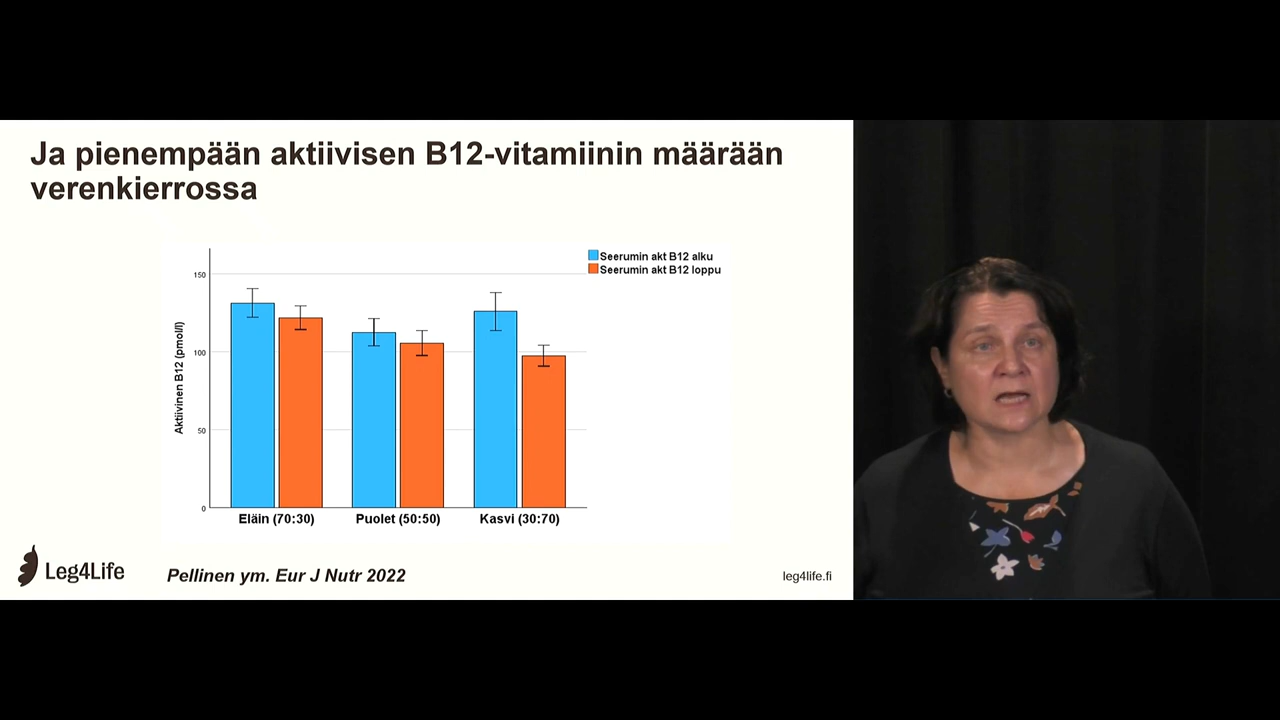 Ja pienempään aktiivisen B12-vitamiinin määrään
verenkierrossa
Seerumin akt B12 alku
Seerumin akt B12 loppu
150
100
50
0
Aktiivinen B12 (pmol/l)
Eläin (70:30)
Puolet (50:50)
Kasvi (30:70)
Leg4Life
Pellinen ym. Eur J Nutr 2022
leg4life.fi